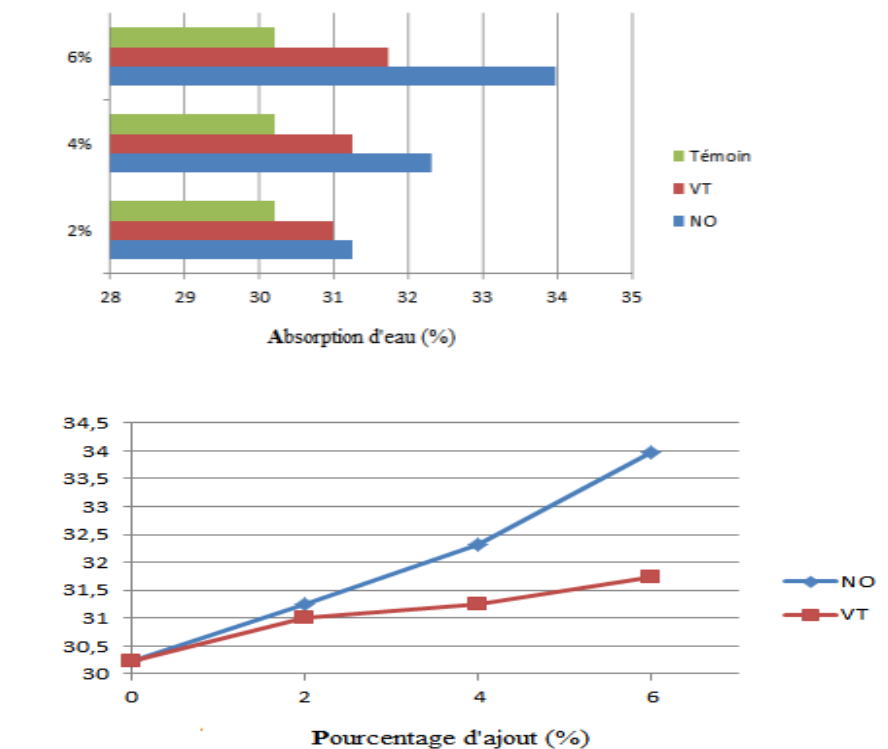 6%
4%
2%
Témoin
VT
NO
28 29 30 31 32 33 34 35
Absorption d'eau (%)
34,5
34
33,5
33
32,5
32
31,5
31
30,5
30
0 2 4 6
NO
VT
Pourcentage d'ajout (%)